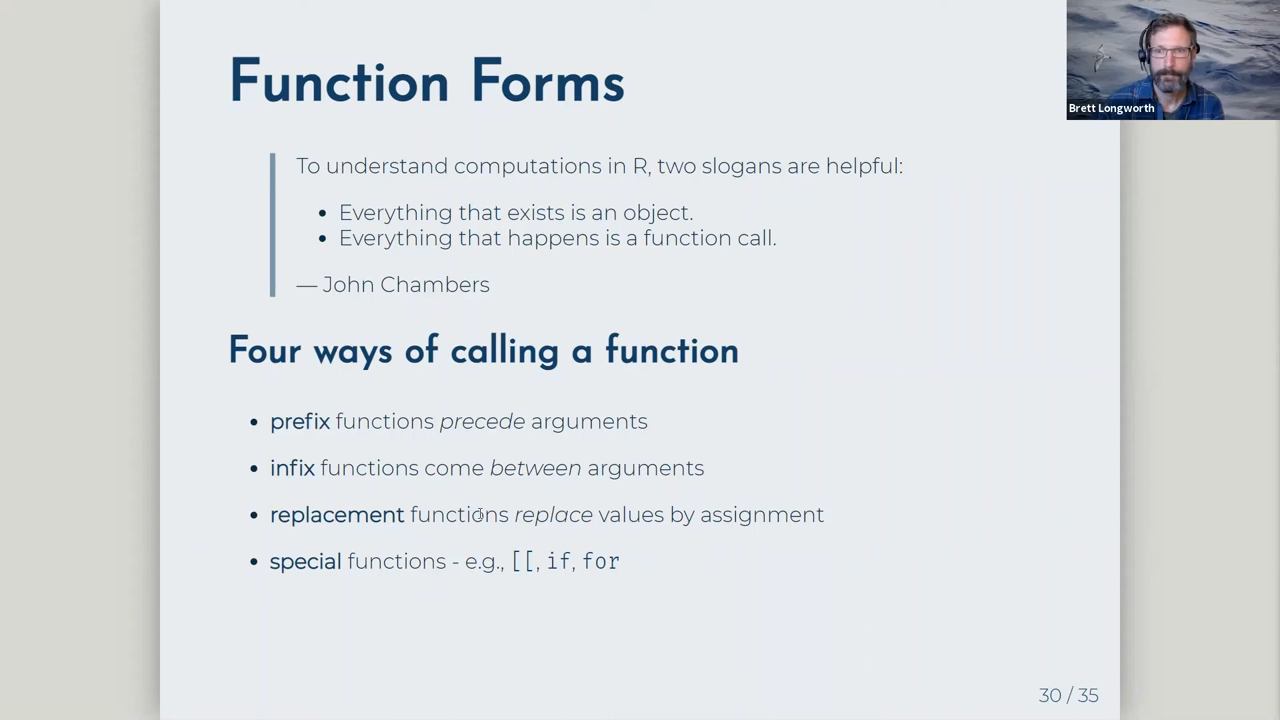 Function Forms
Brett Longworth
To understand computations in R, two slogans are helpful:
• Everything that exists is an object.
• Everything that happens is a function call.
— John Chambers
Four ways of calling a function
• prefix functions precede arguments
• infix functions come between arguments
• replacement functions replace values by assignment
• special functions - e.g., [[, if, for
30 / 35